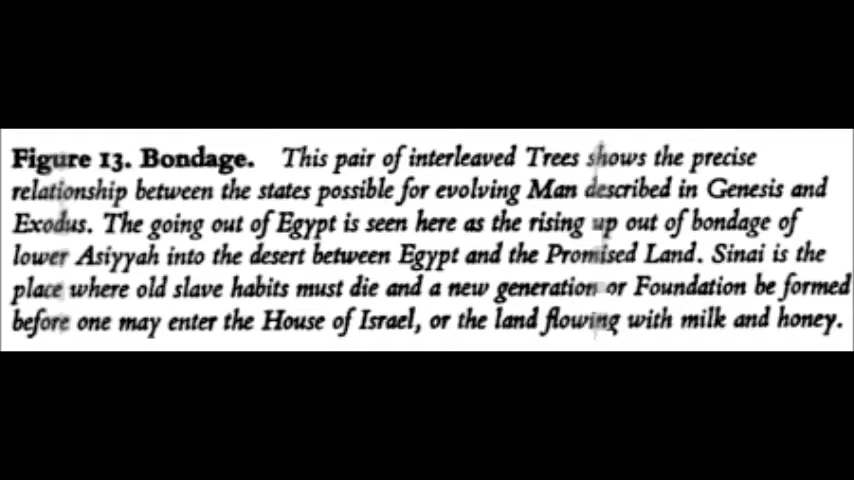 Figure 13. Bondage. This pair of interleaved Trees shows the precise
relationship between the states possible for evolving Man described in Genesis and
Exodus. The going out of Egypt is seen here as the rising up out of bondage of
lower Asiyyah into the desert between Egypt and the Promised Land. Sinai is the
place where old slave habits must die and a new generation or Foundation be formed
before one may enter the House of Israel, or the land flowing with milk and honey.